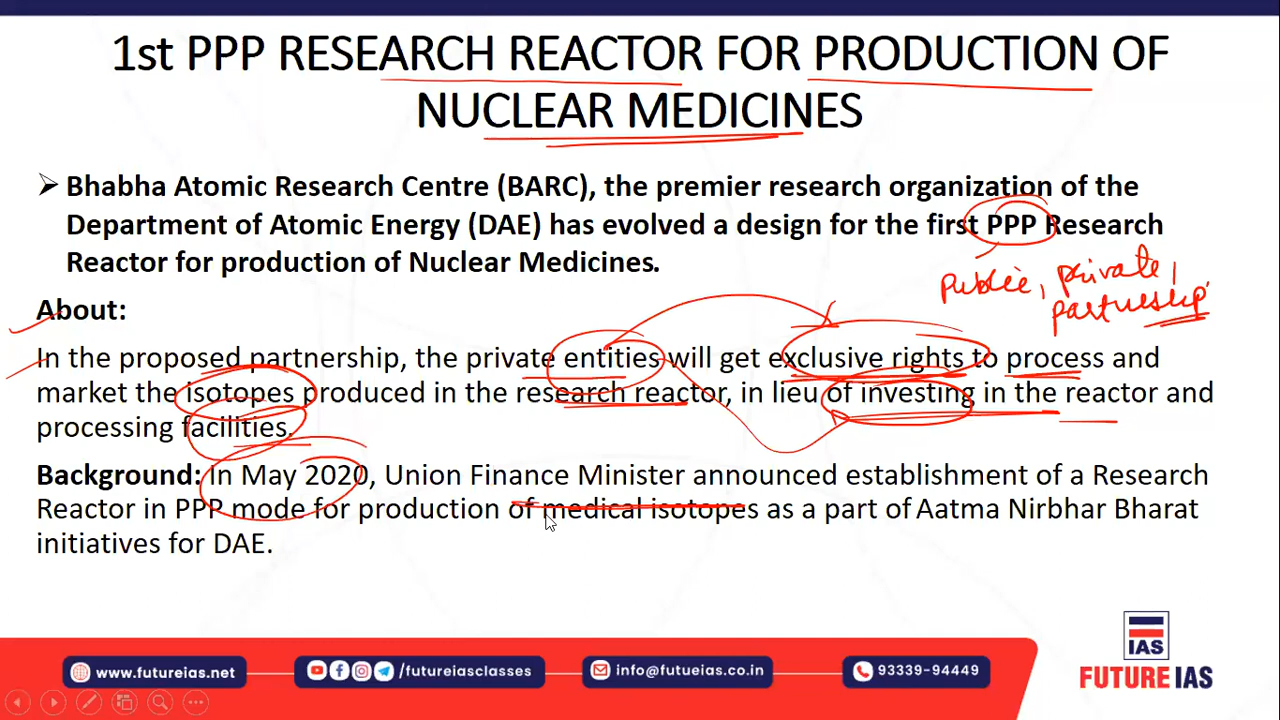 1st PPP RESEARCH REACTOR FOR PRODUCTION OF
NUCLEAR MEDICINES
➢ Bhabha Atomic Research Centre (BARC), the premier research organization of the
Department of Atomic Energy (DAE) has evolved a design for the first PPP Research
Reactor for production of Nuclear Medicines.
Public, private,
partnership
About:
In the proposed partnership, the private entities will get exclusive rights to process and
market the isotopes produced in the research reactor, in lieu of investing in the reactor and
processing facilities.
Background: In May 2020, Union Finance Minister announced establishment of a Research
Reactor in PPP mode for production of medical isotopes as a part of Aatma Nirbhar Bharat
initiatives for DAE.
www.futureias.net
/futureiasclasses
info@futueias.co.in
93339-94449
IAS
FUTURE IAS